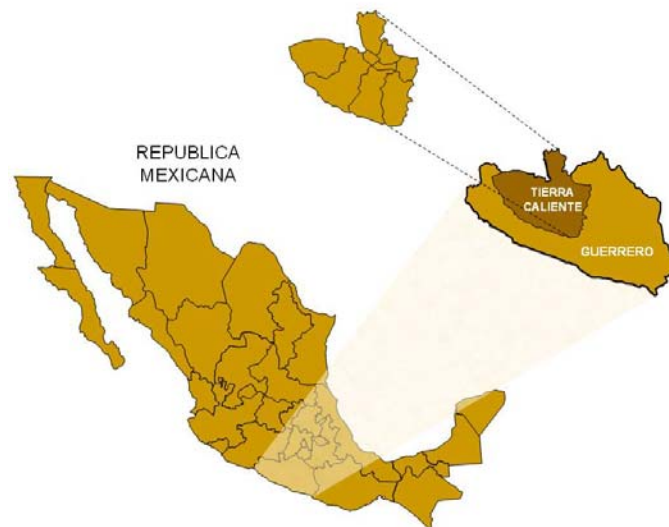 REPUBLICA
MEXICANA
TIERRA
CALIENTE
GUERRERO